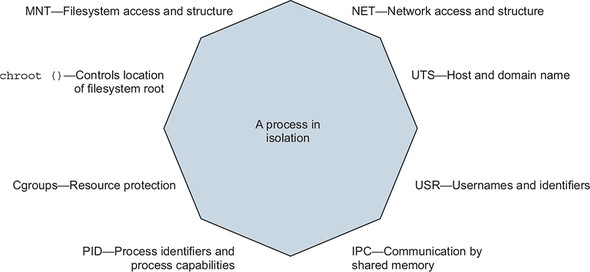 MNT—Filesystem access and structure
NET—Network access and structure
chroot ()—Controls location
of filesystem root
UTS—Host and domain name
A process in
isolation
Cgroups—Resource protection
USR—Usernames and identifiers
PID—Process identifiers and
process capabilities
IPC—Communication by
shared memory